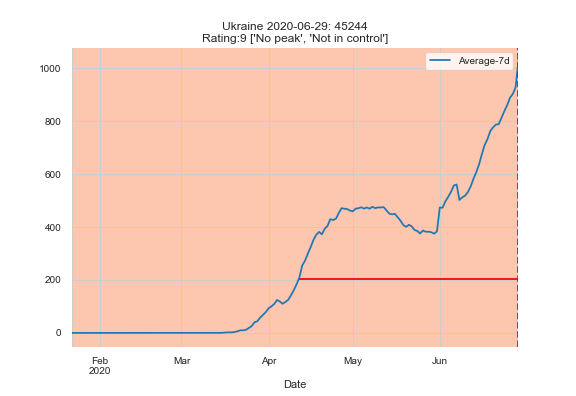 Ukraine 2020-06-29: 45244
Rating:9 ['No peak', 'Not in control']
Average-7d
1000
800
600
400
200
0
Feb
2020
Mar
Apr
May
Jun
Date